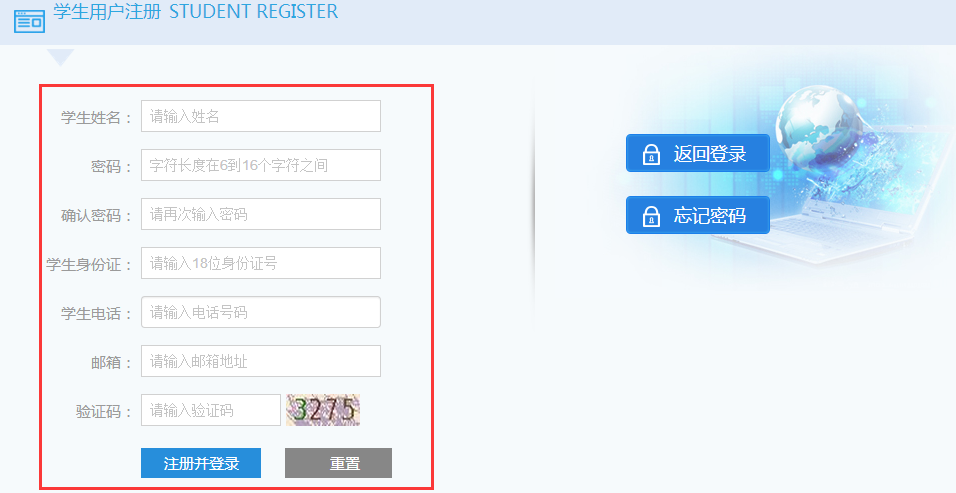 学生用户注册 STUDENT REGISTER
学生姓名： 请输入姓名
密码： 字符长度在6到16个字符之间
确认密码： 请再次输入密码
学生身份证： 请输入18位身份证号
学生电话： 请输入电话号码
邮箱： 请输入邮箱地址
验证码： 请输入验证码 3275
注册并登录 重置
返回登录
忘记密码